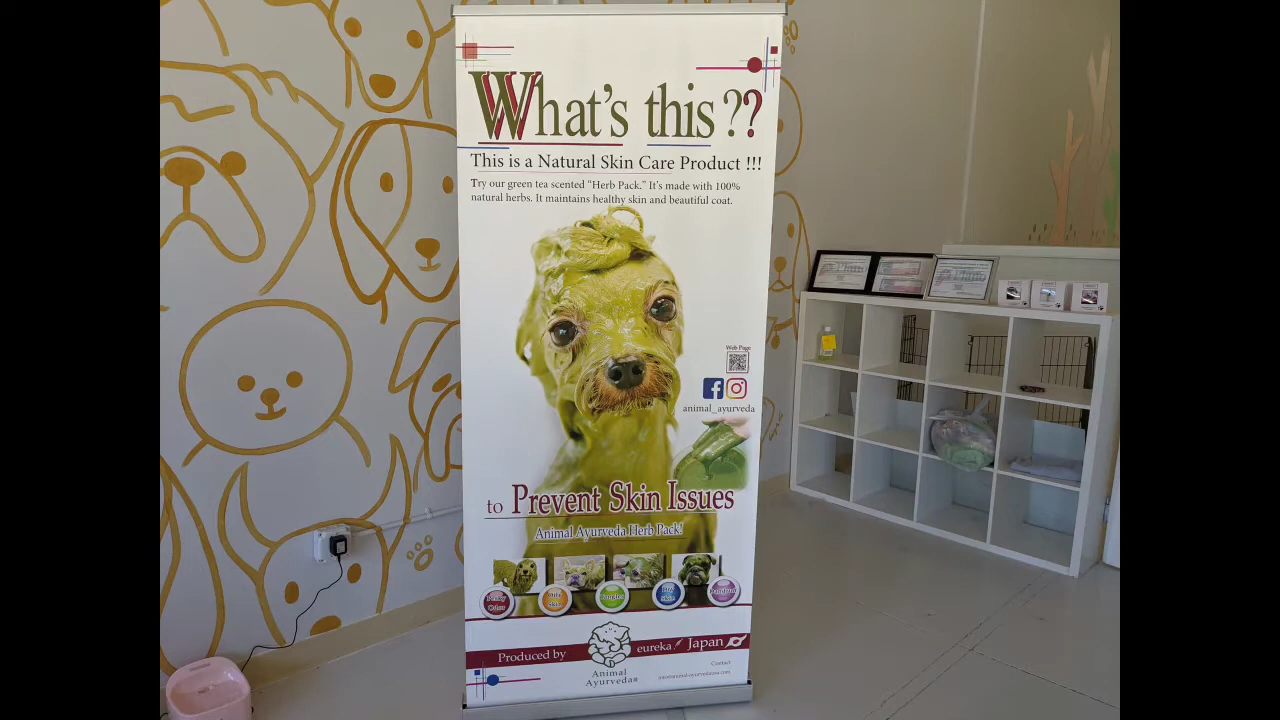 What's this ??
This is a Natural Skin Care Product !!!
Try our green tea scented “Herb Pack.” It's made with 100%
natural herbs. It maintains healthy skin and beautiful coat.
Web Page
animal_ayurveda
to Prevent Skin Issues
Animal Ayurveda Herb Pack!
Produced by
Animal
Ayurveda®
eureka
Japan
Contact